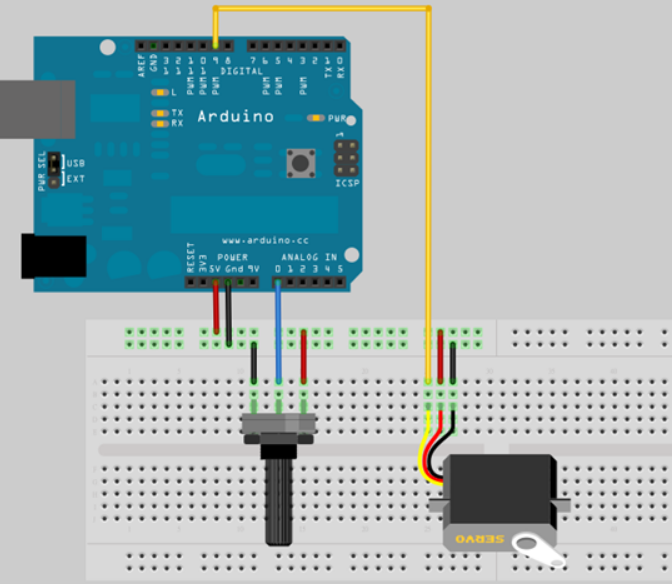 AREF
GND
13
12
11
10
9
8
7
6
5
4
3
2
1
0
PWM
PWM
PWM
PWM
PWM
PWM
TX
RX
DIGITAL
L
TX
RX
Arduino
PWR
1
ICSP
PWR SEL
USB
EXT
www.arduino.cc
POWER
ANALOG IN
RESET
3V3
5V
Gnd
9V
0 1 2 3 4 5
SERVO